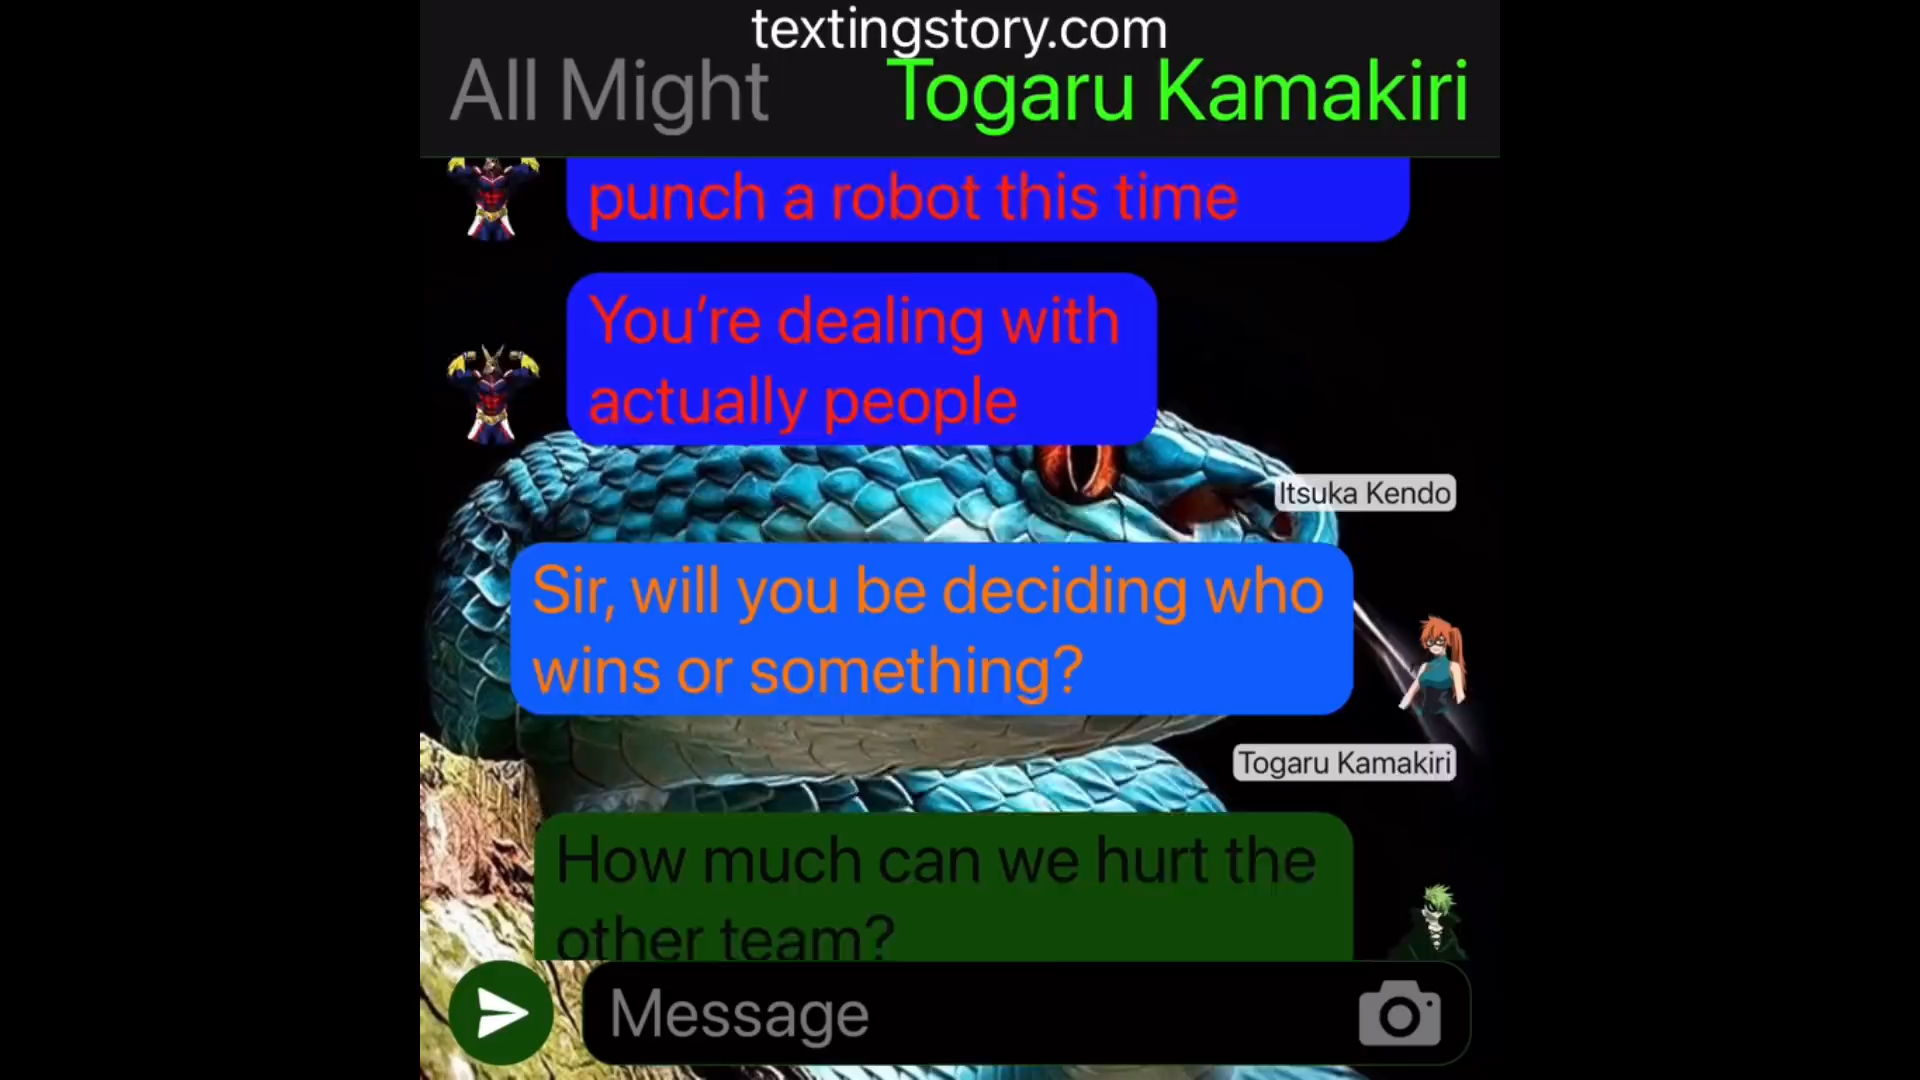 textingstory.com
All Might Togaru Kamakiri
punch a robot this time
You’re dealing with
actually people
Itsuka Kendo
Sir, will you be deciding who
wins or something?
Togaru Kamakiri
How much can we hurt the
other team?
Message